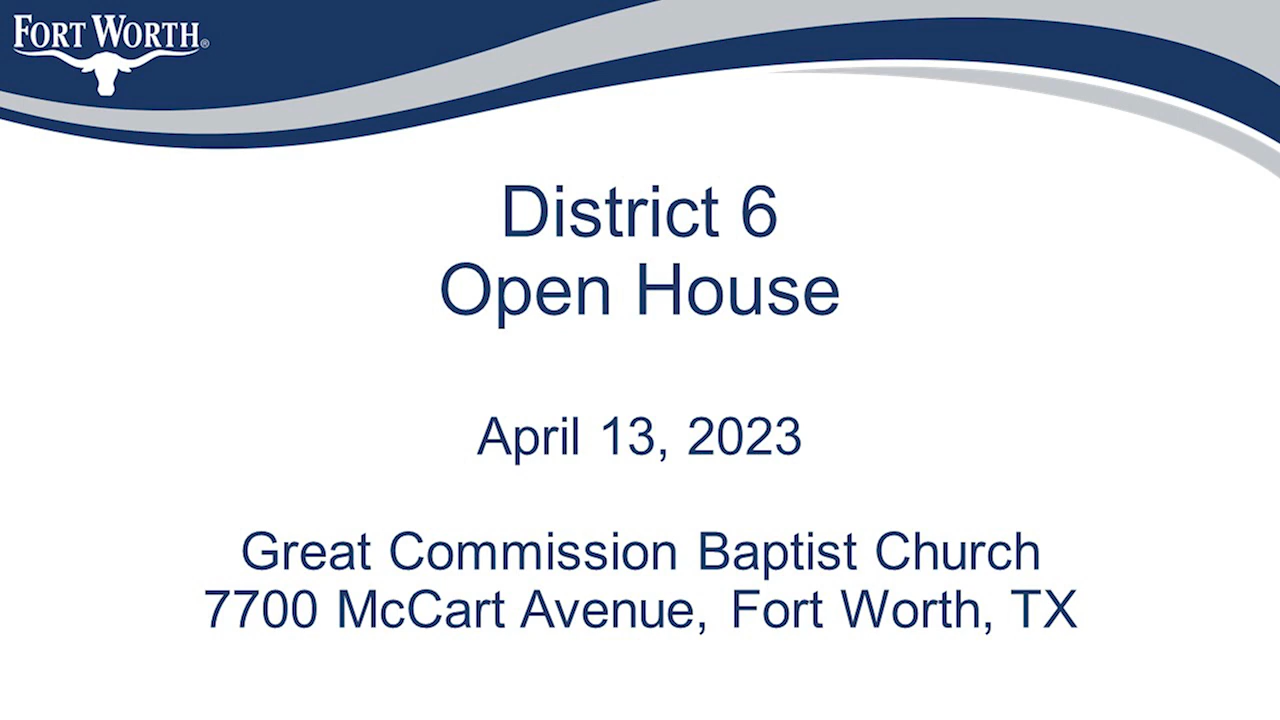 FORT WORTH®
District 6
Open House
April 13, 2023
Great Commission Baptist Church
7700 McCart Avenue, Fort Worth, TX